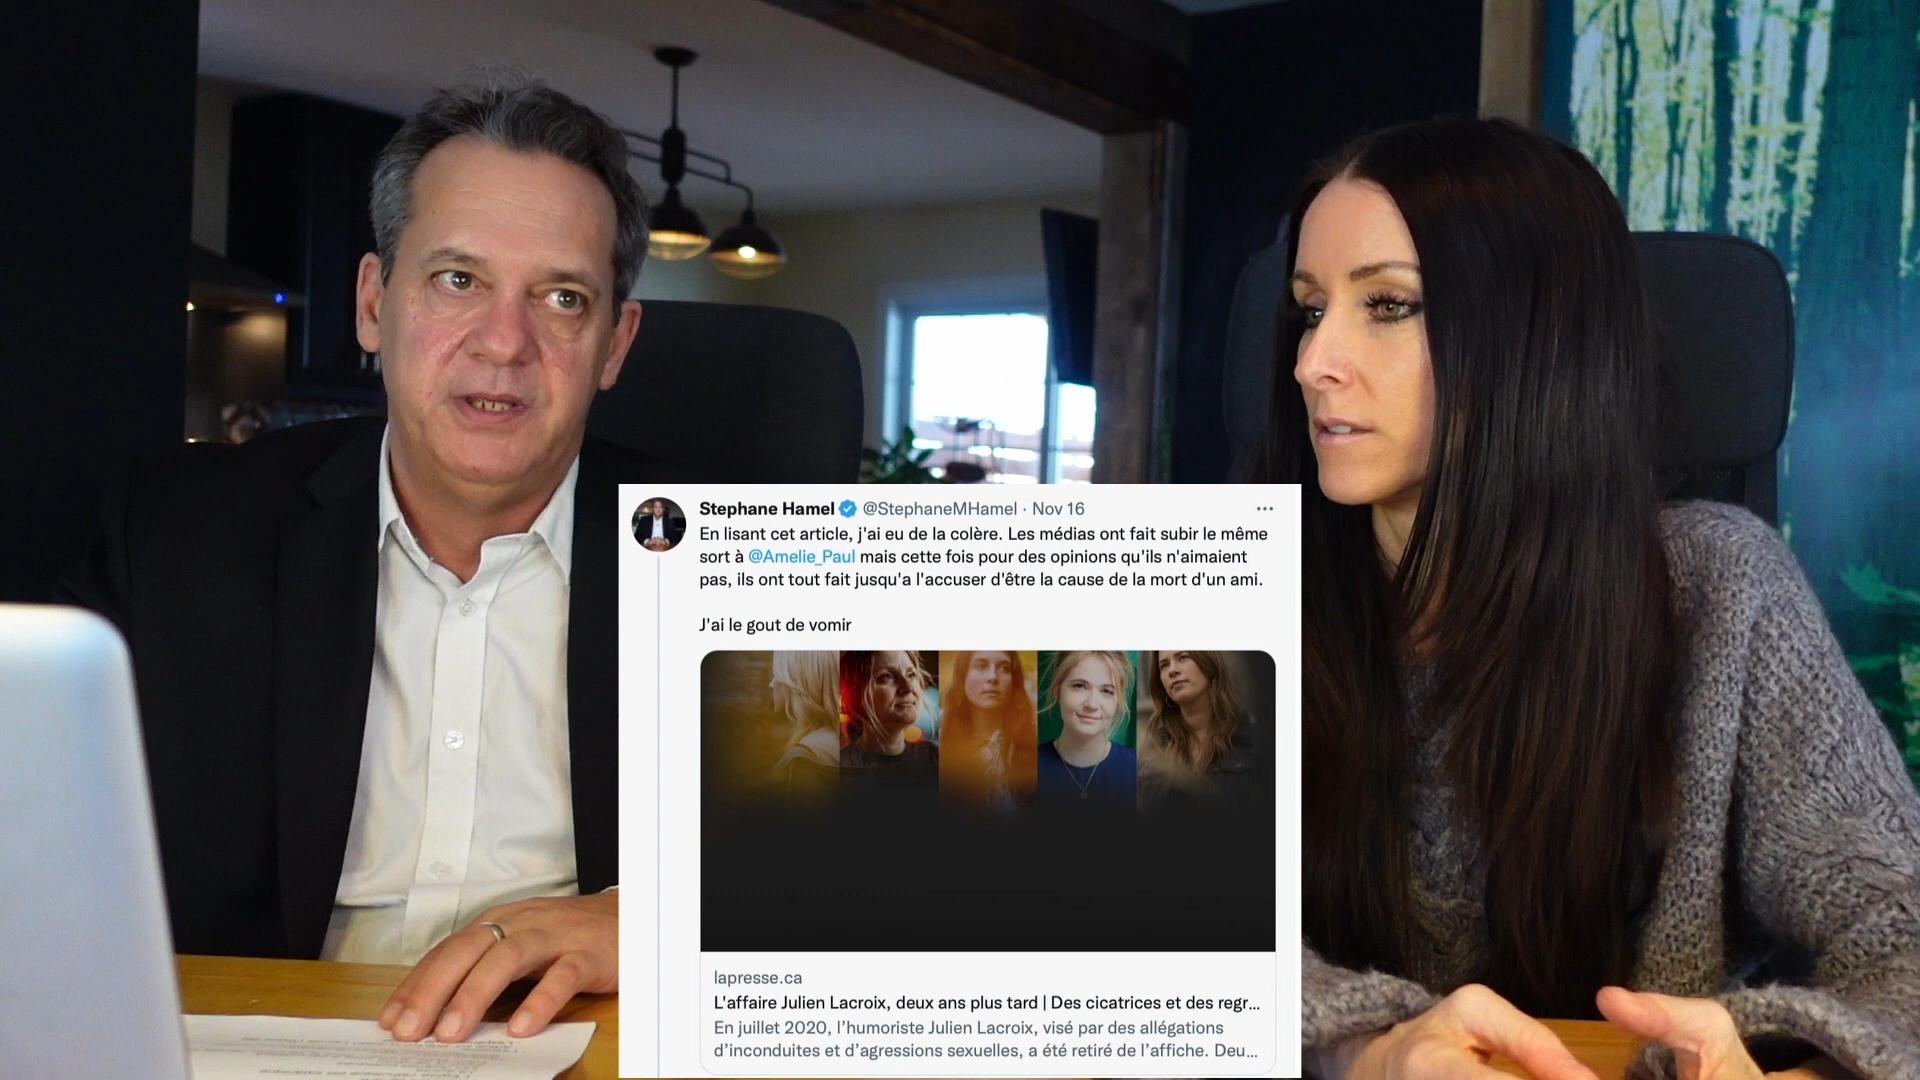 Stephane Hamel @StephaneMHamel · Nov 16
En lisant cet article, j'ai eu de la colère. Les médias ont fait subir le même
sort à @Amelie_Paul mais cette fois pour des opinions qu'ils n'aimaient
pas, ils ont tout fait jusqu'a l'accuser d'être la cause de la mort d'un ami.
J'ai le gout de vomir
lapresse.ca
L'affaire Julien Lacroix, deux ans plus tard | Des cicatrices et des regr...
En juillet 2020, l'humoriste Julien Lacroix, visé par des allégations
d'inconduites et d'agressions sexuelles, a été retiré de l'affiche. Deu...